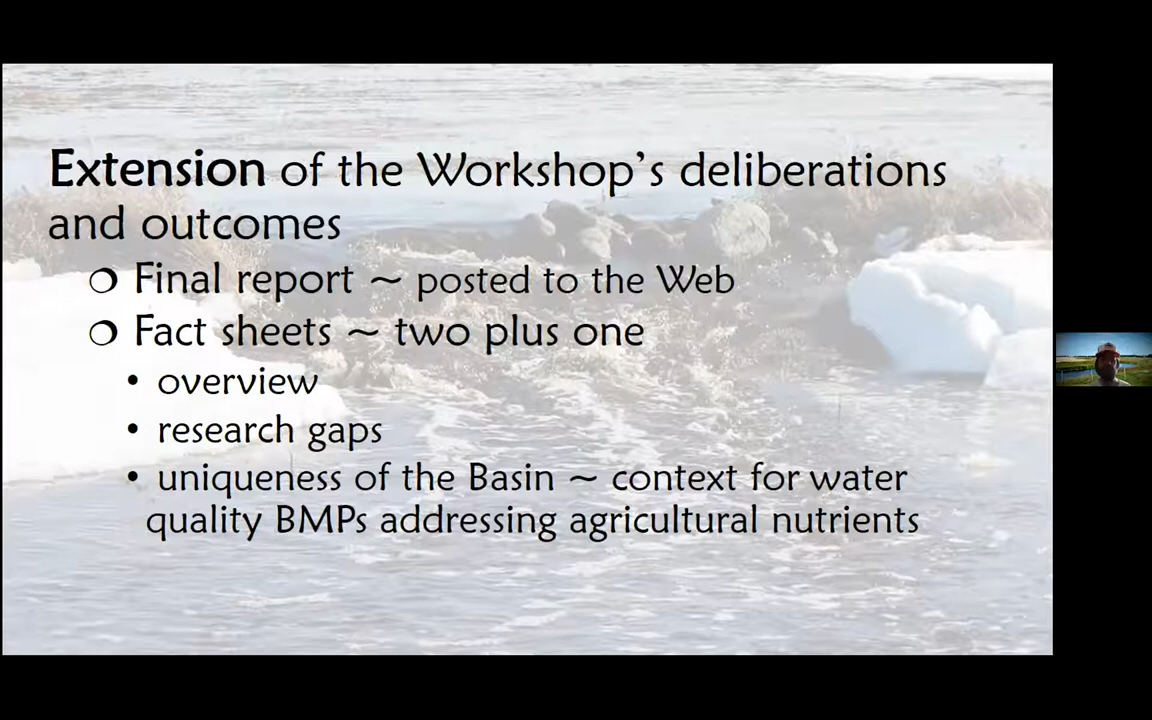 Extension of the Workshop’s deliberations
and outcomes
❍ Final report ~ posted to the Web
❍ Fact sheets ~ two plus one
• overview
• research gaps
• uniqueness of the Basin ~ context for water
quality BMPs addressing agricultural nutrients